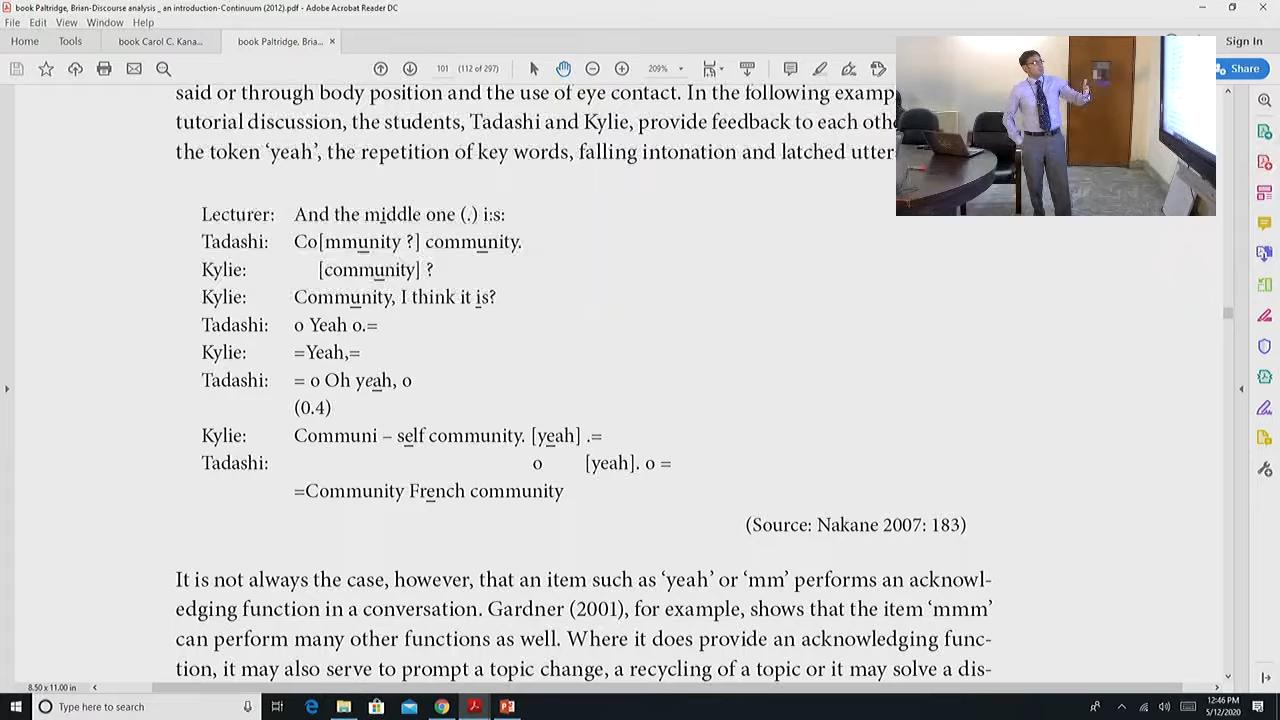 book Paltridge, Brian-Discourse analysis _ an introduction-Continuum (2012).pdf - Adobe Acrobat Reader DC
File Edit View Window Help
Home Tools book Carol C. Kana... book Paltridge, Brian... × Sign In
101 (112 of 297) 209% Share
said or through body position and the use of eye contact. In the following examp
tutorial discussion, the students, Tadashi and Kylie, provide feedback to each othe
the token ‘yeah’, the repetition of key words, falling intonation and latched utter
Lecturer: And the middle one (.) i:s:
Tadashi: Co[mmunity ?] community.
Kylie: [community] ?
Kylie: Community, I think it is?
Tadashi: o Yeah o.=
Kylie: =Yeah,=
Tadashi: = o Oh yeah, o
(0.4)
Kylie: Communi – self community. [yeah] .=
Tadashi: o [yeah]. o =
=Community French community
(Source: Nakane 2007: 183)
It is not always the case, however, that an item such as ‘yeah’ or ‘mm’ performs an acknowl-
edging function in a conversation. Gardner (2001), for example, shows that the item ‘mmm’
can perform many other functions as well. Where it does provide an acknowledging func-
tion, it may also serve to prompt a topic change, a recycling of a topic or it may solve a dis-
8.50 x 11.00 in
Type here to search
12:46 PM
5/12/2020